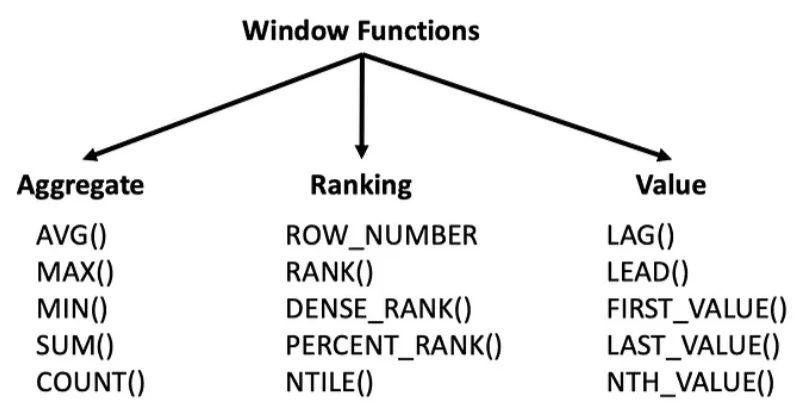 Window Functions
Aggregate
AVG()
MAX()
MIN()
SUM()
COUNT()
Ranking
ROW_NUMBER
RANK()
DENSE_RANK()
PERCENT_RANK()
NTILE()
Value
LAG()
LEAD()
FIRST_VALUE()
LAST_VALUE()
NTH_VALUE()